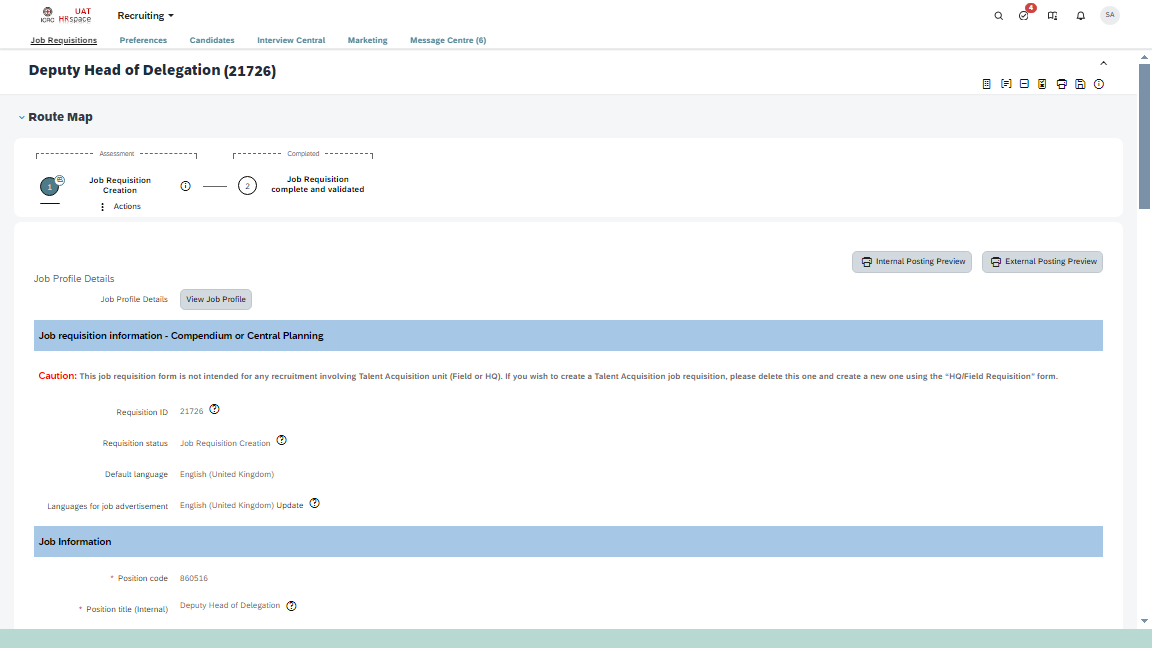 ICRC
UAT
HRspace
Recruiting
4
SA
Job Requisitions
Preferences
Candidates
Interview Central
Marketing
Message Centre (6)
Deputy Head of Delegation (21726)
Route Map
Assessment
Completed
1
Job Requisition
Creation
2
Job Requisition
complete and validated
Actions
Internal Posting Preview
External Posting Preview
Job Profile Details
Job Profile Details
View Job Profile
Job requisition information - Compendium or Central Planning
Caution: This job requisition form is not intended for any recruitment involving Talent Acquisition unit (Field or HQ). If you wish to create a Talent Acquisition job requisition, please delete this one and create a new one using the “HQ/Field Requisition” form.
Requisition ID 21726
Requisition status Job Requisition Creation
Default language English (United Kingdom)
Languages for job advertisement English (United Kingdom) Update
Job Information
* Position code 860516
* Position title (Internal) Deputy Head of Delegation